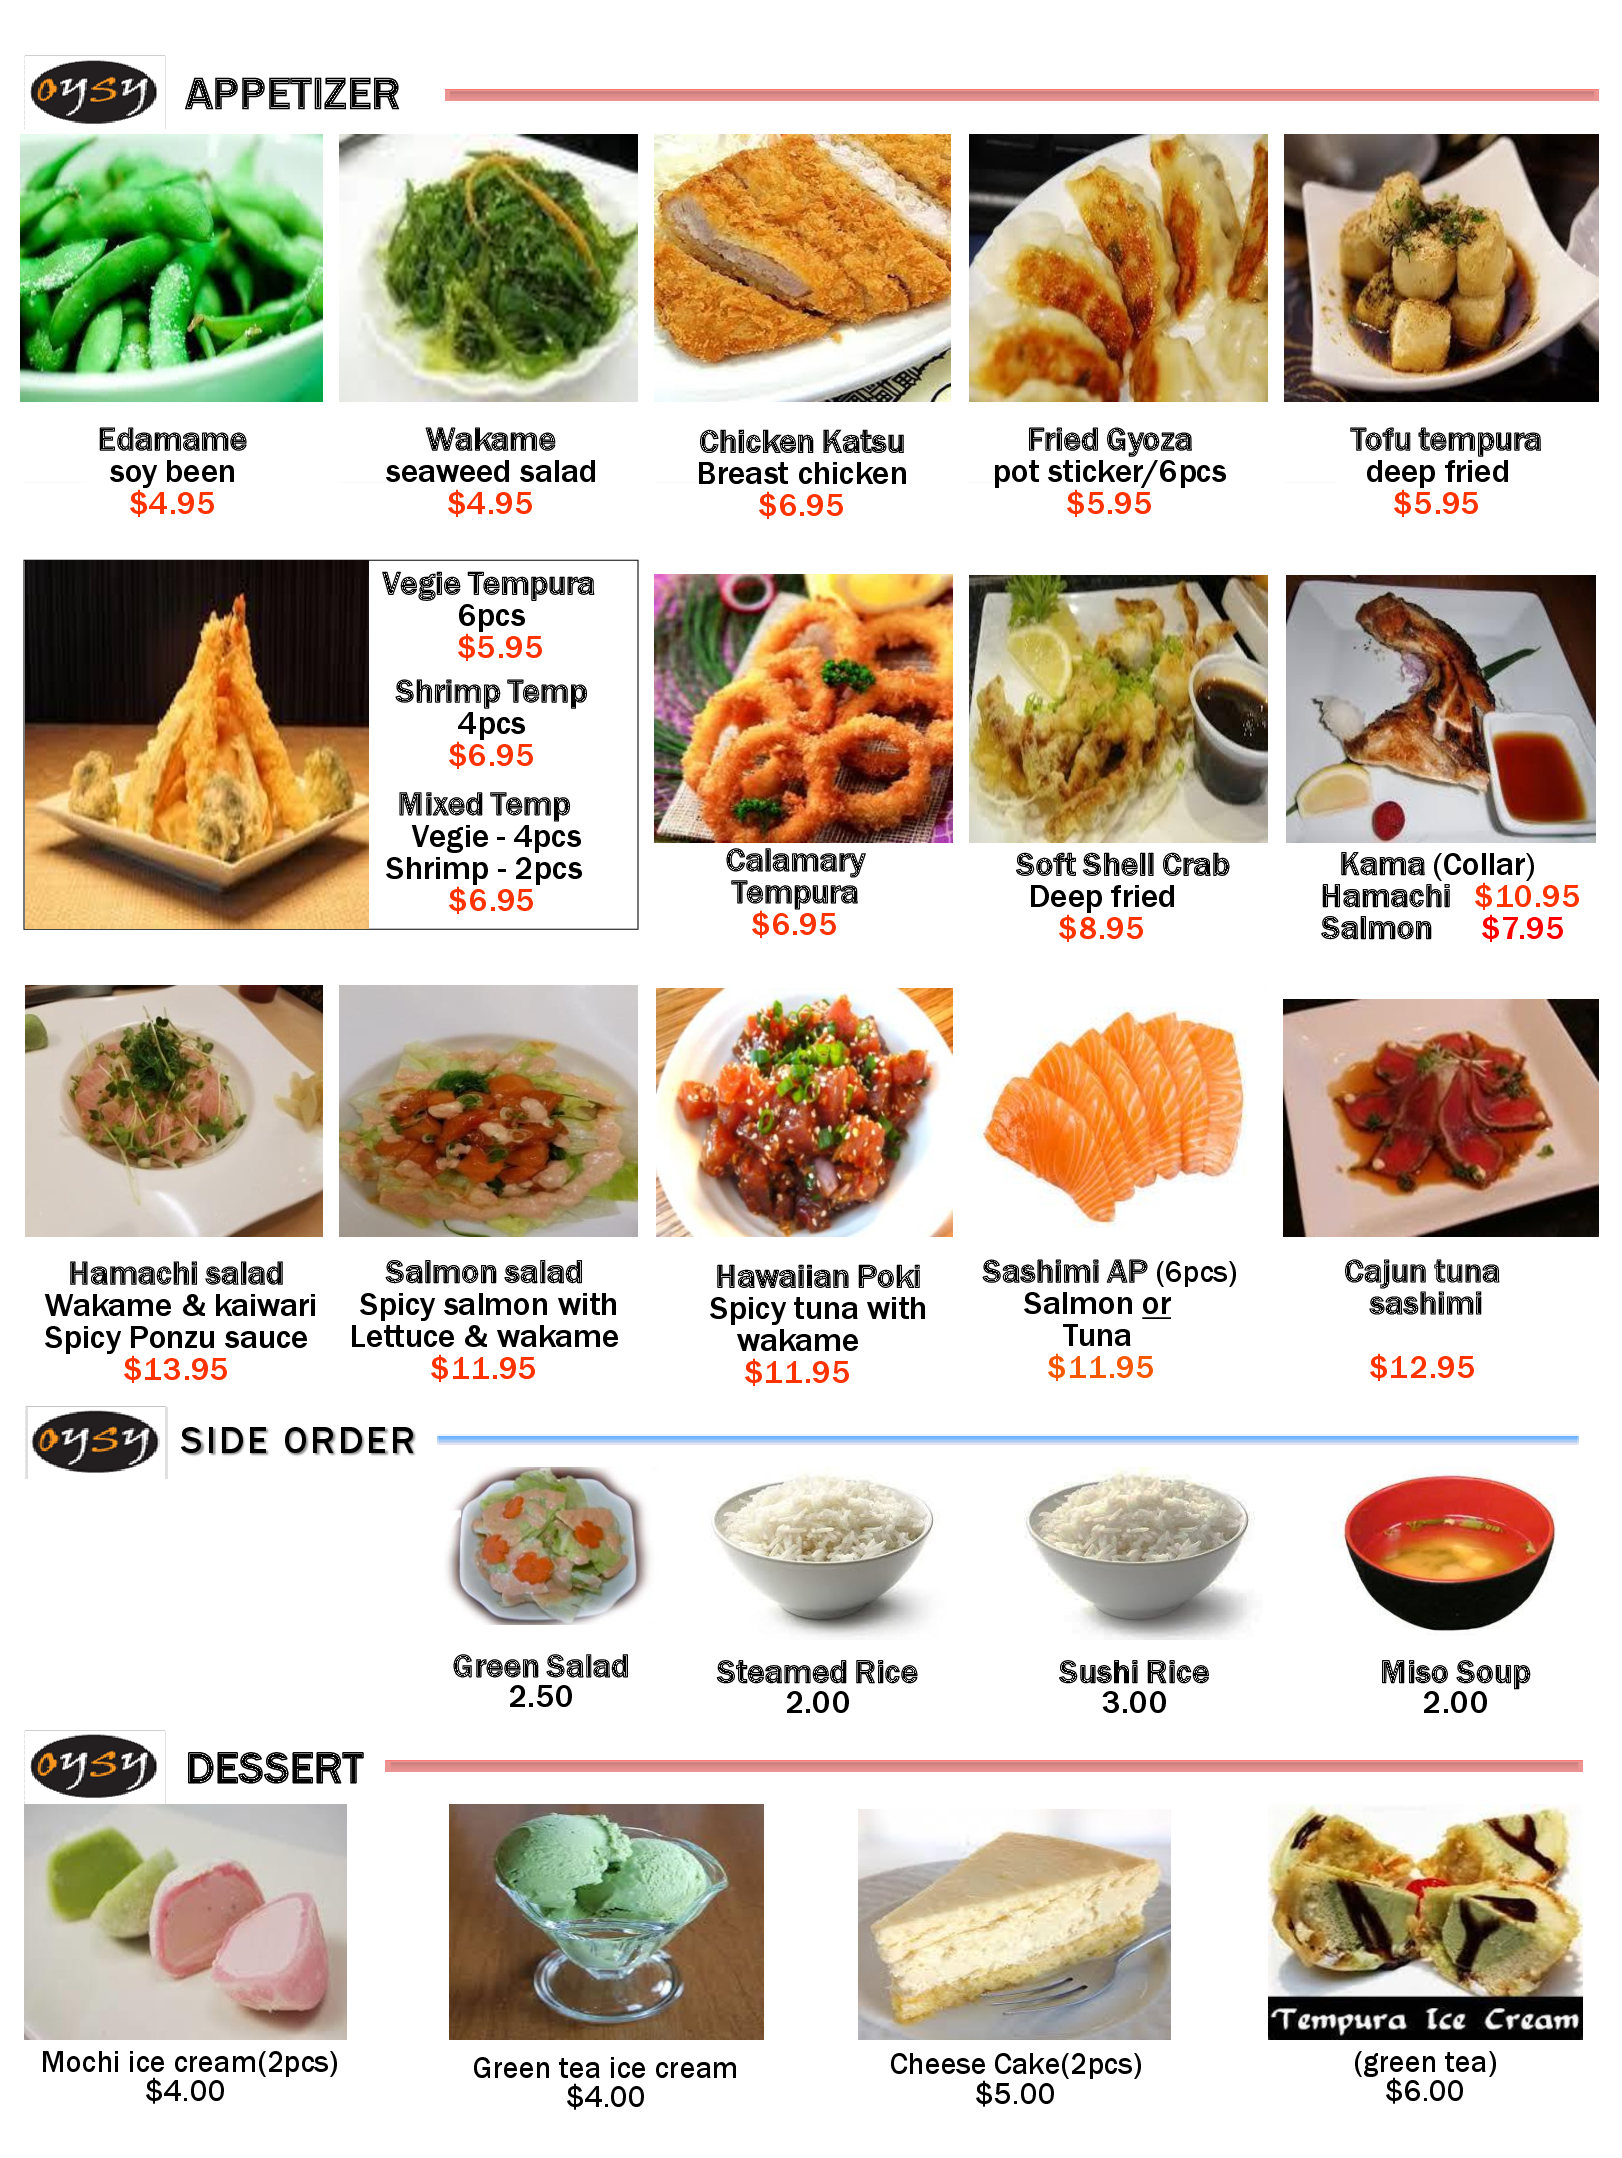 oysy APPETIZER
Edamame
soy been
$4.95
Wakame
seaweed salad
$4.95
Chicken Katsu
Breast chicken
$6.95
Fried Gyoza
pot sticker/6pcs
$5.95
Tofu tempura
deep fried
$5.95
Vegie Tempura
6pcs
$5.95
Shrimp Temp
4pcs
$6.95
Mixed Temp
Vegie - 4pcs
Shrimp - 2pcs
$6.95
Calamary
Tempura
$6.95
Soft Shell Crab
Deep fried
$8.95
Kama (Collar)
Hamachi $10.95
Salmon $7.95
Hamachi salad
Wakame & kaiwari
Spicy Ponzu sauce
$13.95
Salmon salad
Spicy salmon with
Lettuce & wakame
$11.95
Hawaiian Poki
Spicy tuna with
wakame
$11.95
Sashimi AP (6pcs)
Salmon or
Tuna
$11.95
Cajun tuna
sashimi
$12.95
oysy SIDE ORDER
Green Salad
2.50
Steamed Rice
2.00
Sushi Rice
3.00
Miso Soup
2.00
oysy DESSERT
Mochi ice cream(2pcs)
$4.00
Green tea ice cream
$4.00
Cheese Cake(2pcs)
$5.00
Tempura Ice Cream
(green tea)
$6.00